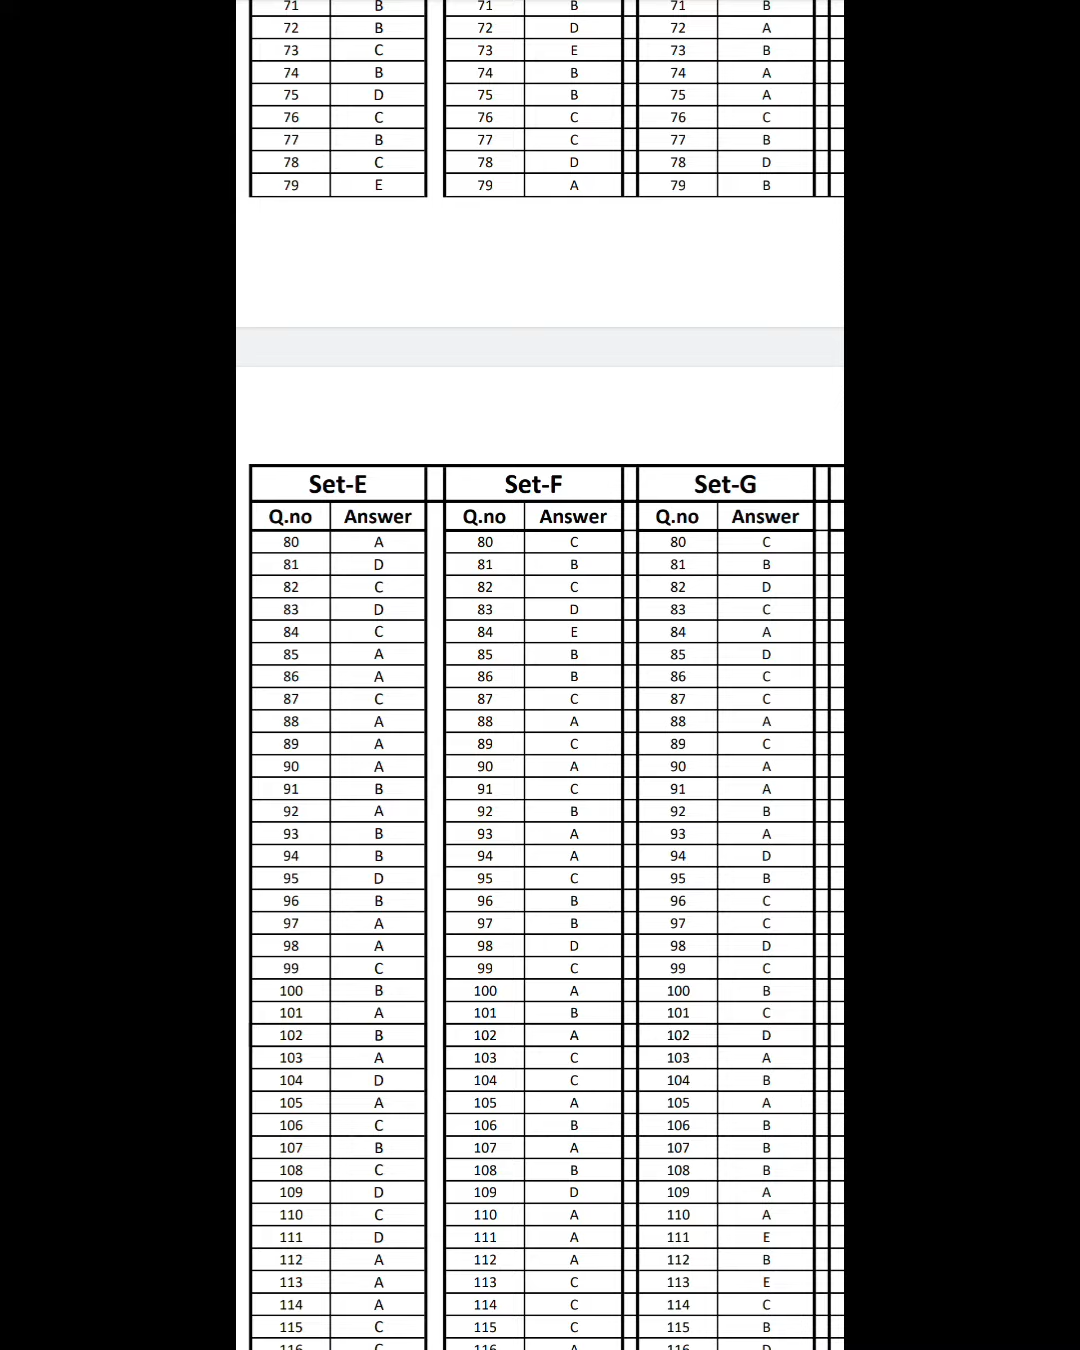 71 B 71 B 71 B
72 B 72 D 72 A
73 C 73 E 73 B
74 B 74 B 74 A
75 D 75 B 75 A
76 C 76 C 76 C
77 B 77 C 77 B
78 C 78 D 78 D
79 E 79 A 79 B
Set-E Set-F Set-G
Q.no Answer Q.no Answer Q.no Answer
80 A 80 C 80 C
81 D 81 B 81 B
82 C 82 C 82 D
83 D 83 D 83 C
84 C 84 E 84 A
85 A 85 B 85 D
86 A 86 B 86 C
87 C 87 C 87 C
88 A 88 A 88 A
89 A 89 C 89 C
90 A 90 A 90 A
91 B 91 C 91 A
92 A 92 B 92 B
93 B 93 A 93 A
94 B 94 A 94 D
95 D 95 C 95 B
96 B 96 B 96 C
97 A 97 B 97 C
98 A 98 D 98 D
99 C 99 C 99 C
100 B 100 A 100 B
101 A 101 B 101 C
102 B 102 A 102 D
103 A 103 C 103 A
104 D 104 C 104 B
105 A 105 A 105 A
106 C 106 B 106 B
107 B 107 A 107 B
108 C 108 B 108 B
109 D 109 D 109 A
110 C 110 A 110 A
111 D 111 A 111 E
112 A 112 A 112 B
113 A 113 C 113 E
114 A 114 C 114 C
115 C 115 C 115 B
116 C 116 A 116 D